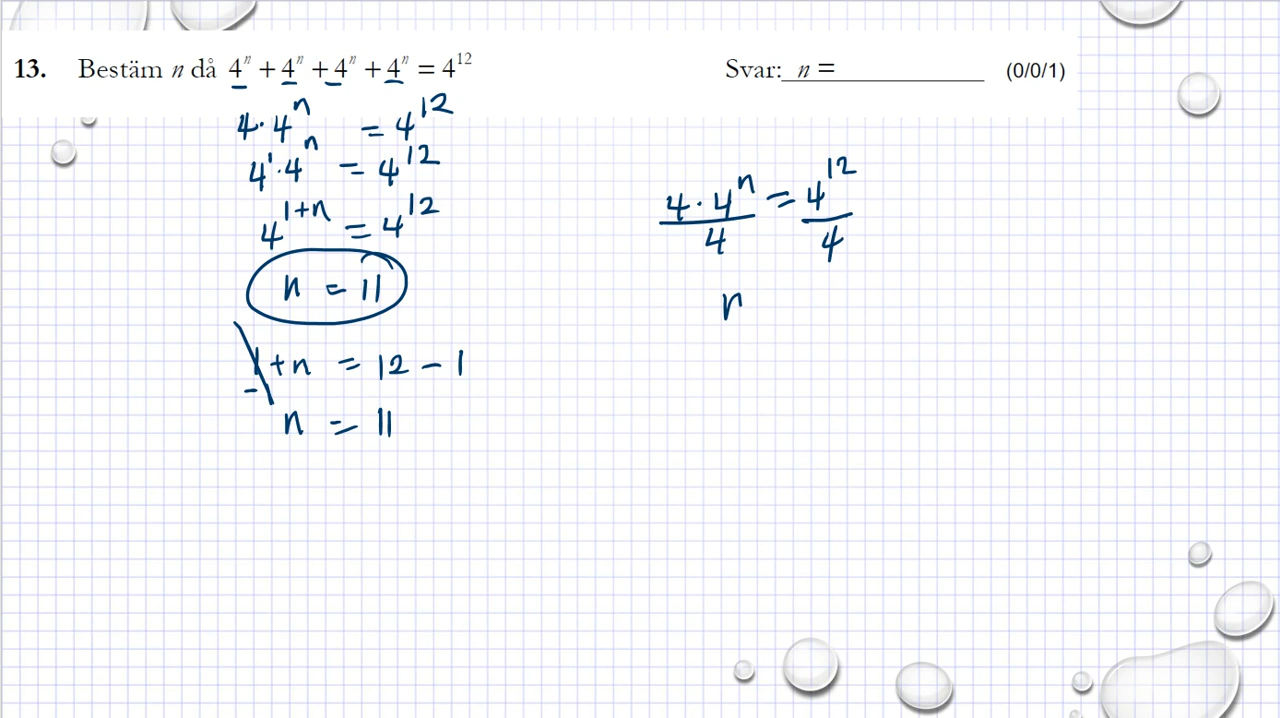 13. Bestäm n då 4ⁿ + 4ⁿ + 4ⁿ + 4ⁿ = 4¹² Svar: n = ____________ (0/0/1)
4 · 4ⁿ = 4¹²
4¹ · 4ⁿ = 4¹²
4¹⁺ⁿ = 4¹²
n = 11
1 + n = 12 - 1
-1
n = 11
4 · 4ⁿ / 4 = 4¹² / 4
n